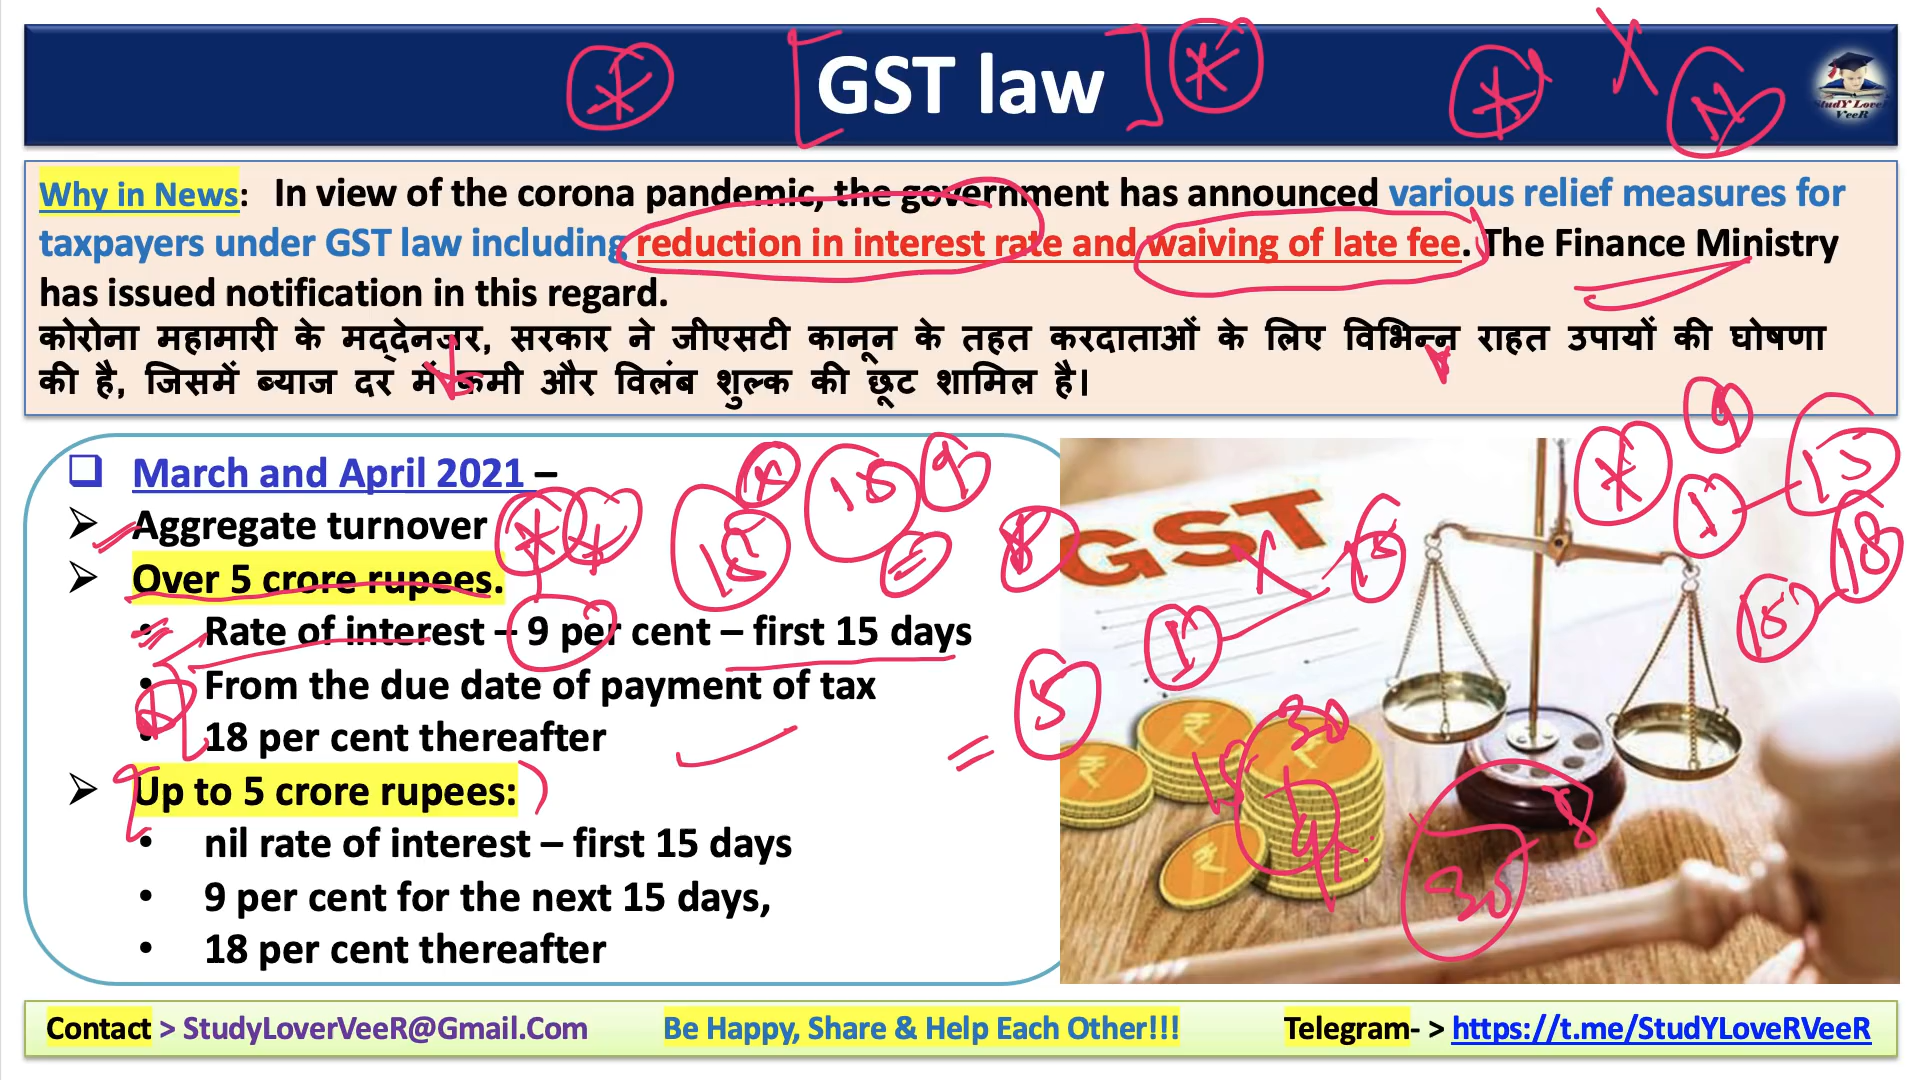 GST law
StudY LoveR
VeeR
Why in News: In view of the corona pandemic, the government has announced various relief measures for
taxpayers under GST law including reduction in interest rate and waiving of late fee. The Finance Ministry
has issued notification in this regard.
कोरोना महामारी के मद्देनजर, सरकार ने जीएसटी कानून के तहत करदाताओं के लिए विभिन्न राहत उपायों की घोषणा
की है, जिसमें ब्याज दर में कमी और विलंब शुल्क की छूट शामिल है।
❑ March and April 2021 –
➢ Aggregate turnover
➢ Over 5 crore rupees.
• Rate of interest – 9 per cent – first 15 days
• From the due date of payment of tax
• 18 per cent thereafter
➢ Up to 5 crore rupees:
• nil rate of interest – first 15 days
• 9 per cent for the next 15 days,
• 18 per cent thereafter
GST
Contact > StudyLoverVeeR@Gmail.Com Be Happy, Share & Help Each Other!!! Telegram- > https://t.me/StudYLoveRVeeR